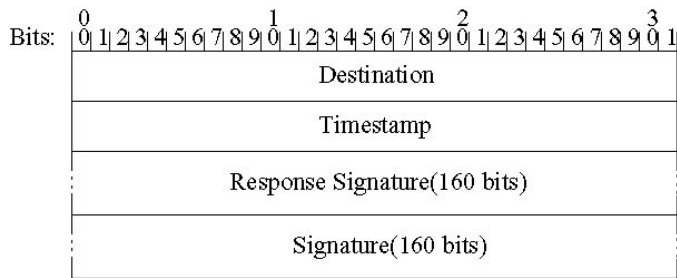 0 1 2 3
Bits: 0 1 2 3 4 5 6 7 8 9 0 1 2 3 4 5 6 7 8 9 0 1 2 3 4 5 6 7 8 9 0 1
Destination
Timestamp
Response Signature(160 bits)
Signature(160 bits)